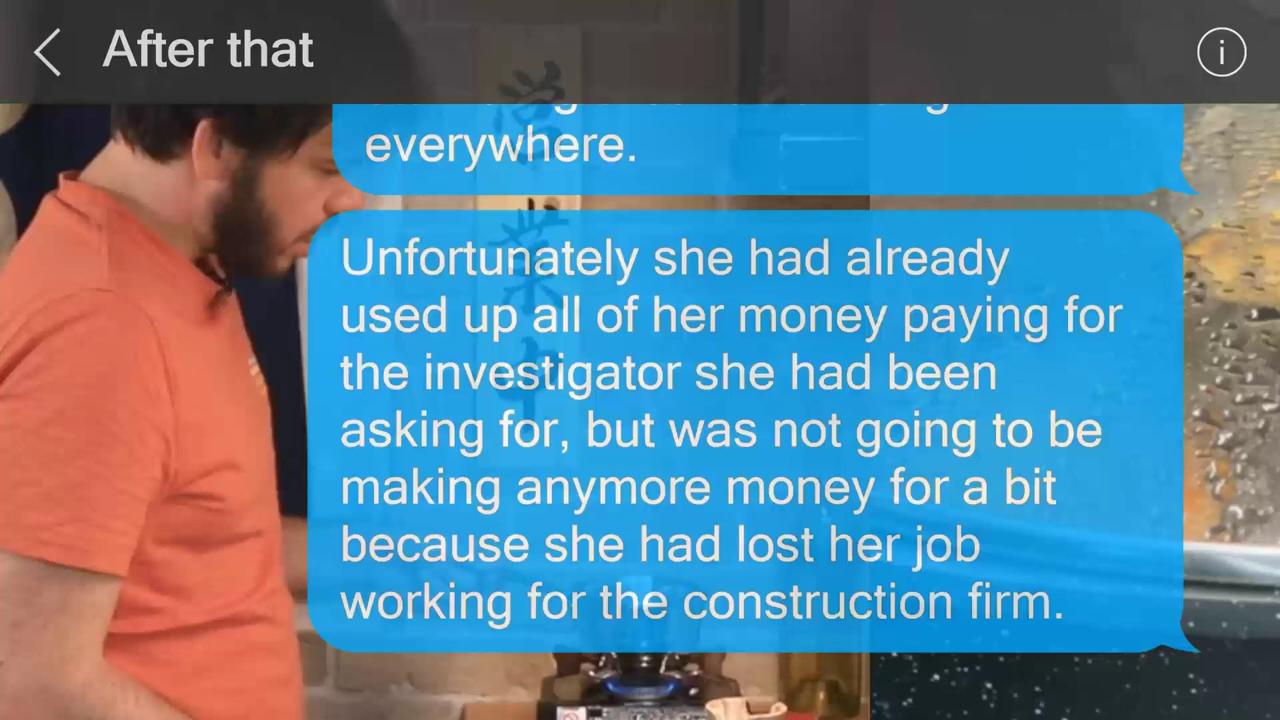 After that
everywhere.
Unfortunately she had already
used up all of her money paying for
the investigator she had been
asking for, but was not going to be
making anymore money for a bit
because she had lost her job
working for the construction firm.